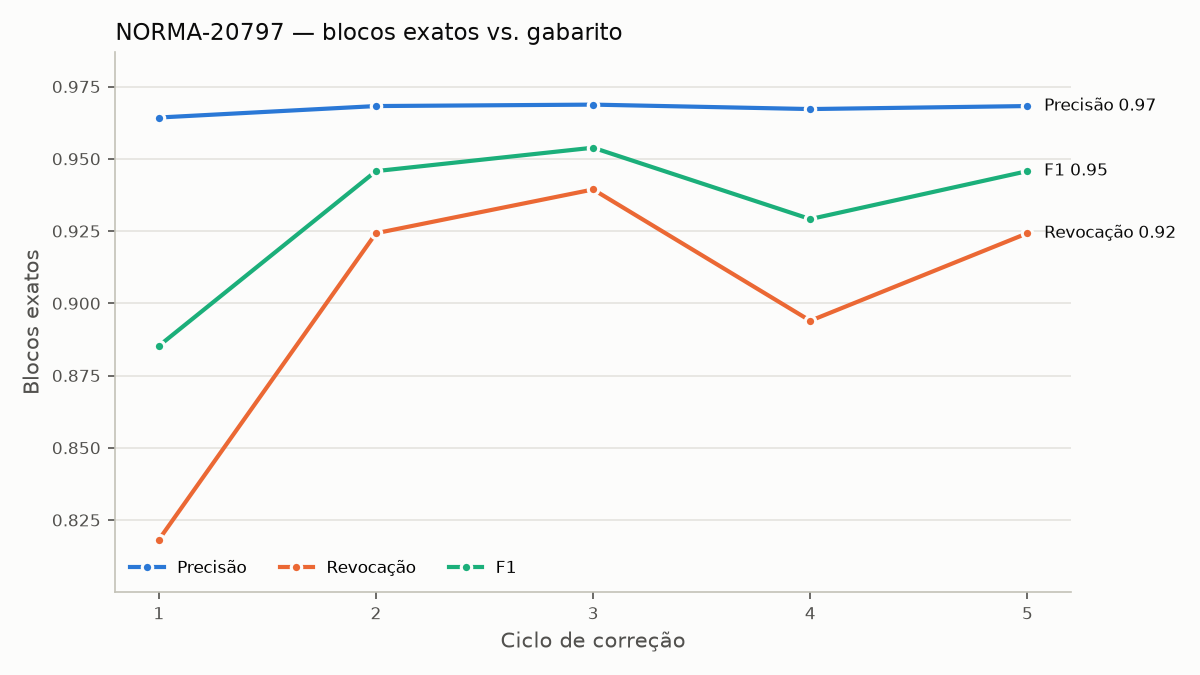 NORMA-20797 — blocos exatos vs. gabarito
Blocos exatos
0.975
0.950
0.925
0.900
0.875
0.850
0.825
Precisão 0.97
F1 0.95
Revocação 0.92
Precisão
Revocação
F1
1
2
3
4
5
Ciclo de correção